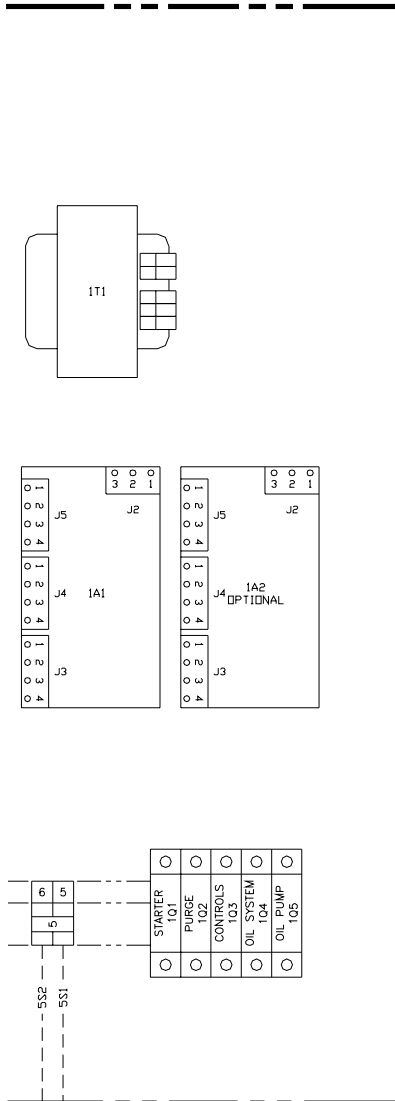 1T1
3 2 1
J2
1
2
3
4
J5
1
2
3
4
J4
1A1
1
2
3
4
J3
3 2 1
J2
1
2
3
4
J5
1
2
3
4
J4
1A2
OPTIONAL
1
2
3
4
J3
6 5
5
5S2
5S1
STARTER
1Q1
PURGE
1Q2
CONTROLS
1Q3
OIL SYSTEM
1Q4
OIL PUMP
1Q5